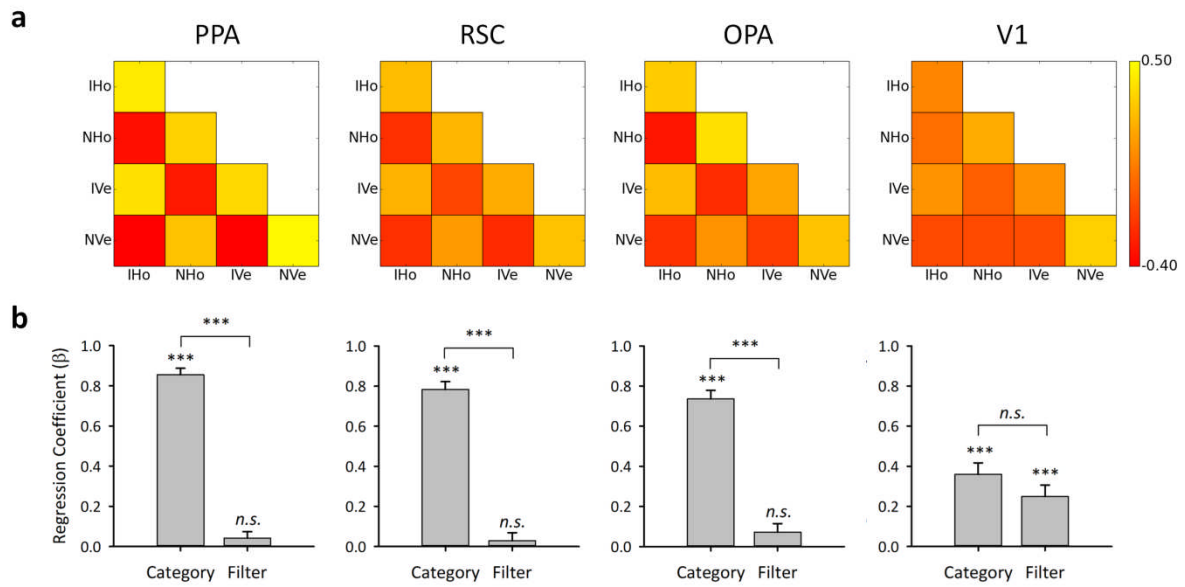 a
PPA RSC OPA V1
IHo
NHo
IVe
NVe
IHo NHo IVe NVe
IHo
NHo
IVe
NVe
IHo NHo IVe NVe
IHo
NHo
IVe
NVe
IHo NHo IVe NVe
IHo
NHo
IVe
NVe
IHo NHo IVe NVe
0.50
-0.40
b
Regression Coefficient (β)
1.0
0.8
0.6
0.4
0.2
0.0
***
***
n.s.
Category Filter
1.0
0.8
0.6
0.4
0.2
0.0
***
***
n.s.
Category Filter
1.0
0.8
0.6
0.4
0.2
0.0
***
***
n.s.
Category Filter
1.0
0.8
0.6
0.4
0.2
0.0
n.s.
*** ***
Category Filter